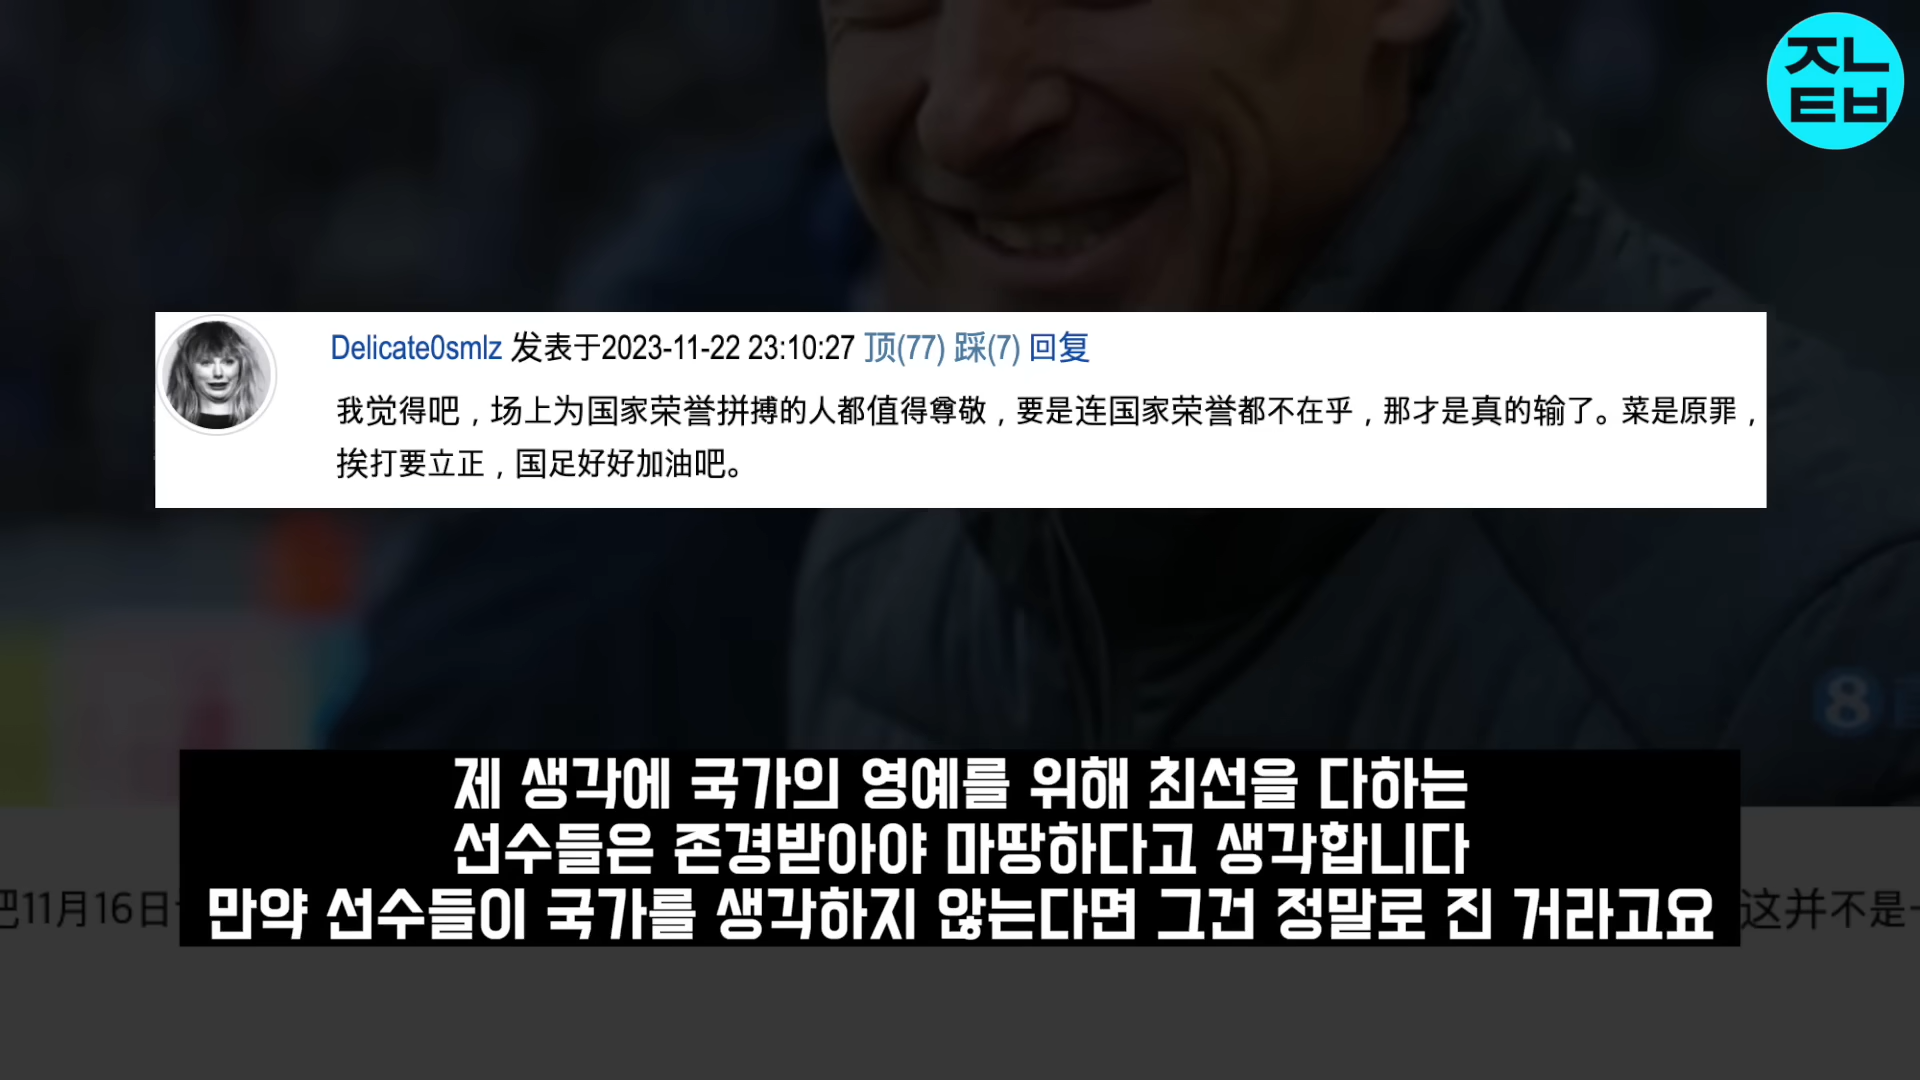 잼튭
Delicate0smlz 发表于2023-11-22 23:10:27 顶(77) 踩(7) 回复
我觉得吧，场上为国家荣誉拼搏的人都值得尊敬，要是连国家荣誉都不在乎，那才是真的输了。菜是原罪，
挨打要立正，国足好好加油吧。
8
제 생각에 국가의 영예를 위해 최선을 다하는
선수들은 존경받아야 마땅하다고 생각합니다
만약 선수들이 국가를 생각하지 않는다면 그건 정말로 진 거라고요
把11月16日
这并不是